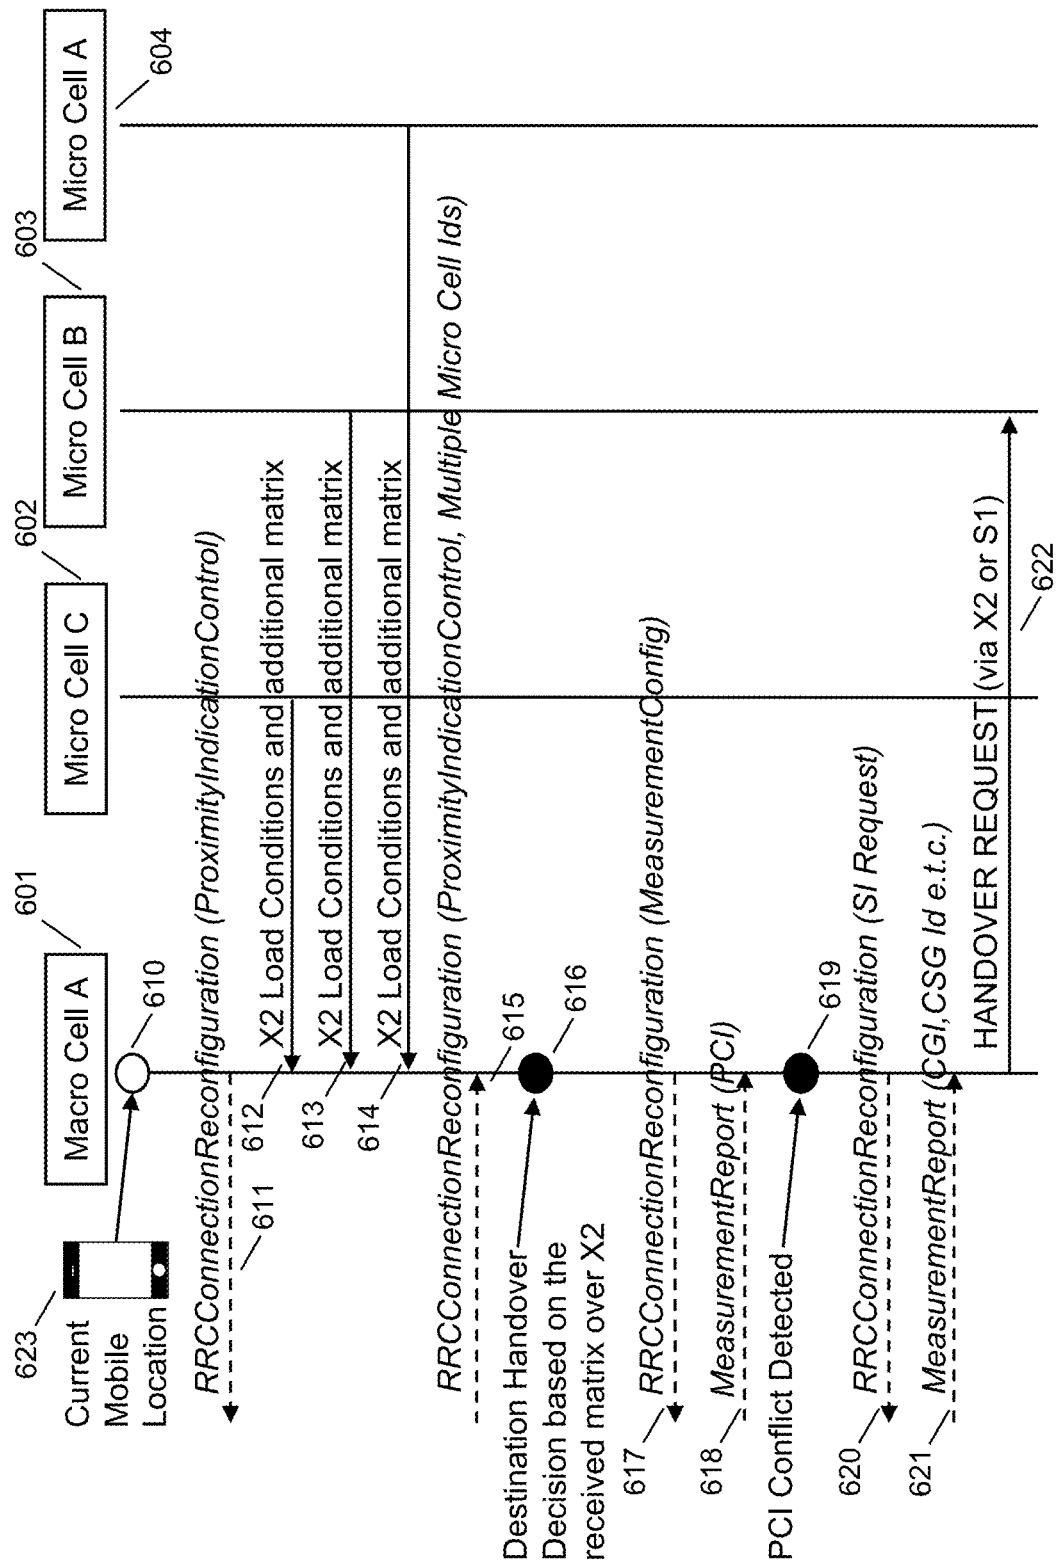 623
Current
Mobile
Location
601
Macro Cell A
602
Micro Cell C
603
Micro Cell B
Micro Cell A
604
610
RRCConnectionReconfiguration (ProximityIndicationControl)
611
612
X2 Load Conditions and additional matrix
613
X2 Load Conditions and additional matrix
614
X2 Load Conditions and additional matrix
RRCConnectionReconfiguration (ProximityIndicationControl, Multiple Micro Cell Ids)
615
616
Destination Handover
Decision based on the
received matrix over X2
RRCConnectionReconfiguration (MeasurementConfig)
617
MeasurementReport (PCI)
618
619
PCI Conflict Detected
RRCConnectionReconfiguration (SI Request)
620
MeasurementReport (CGI,CSG Id e.t.c.)
621
HANDOVER REQUEST (via X2 or S1)
622